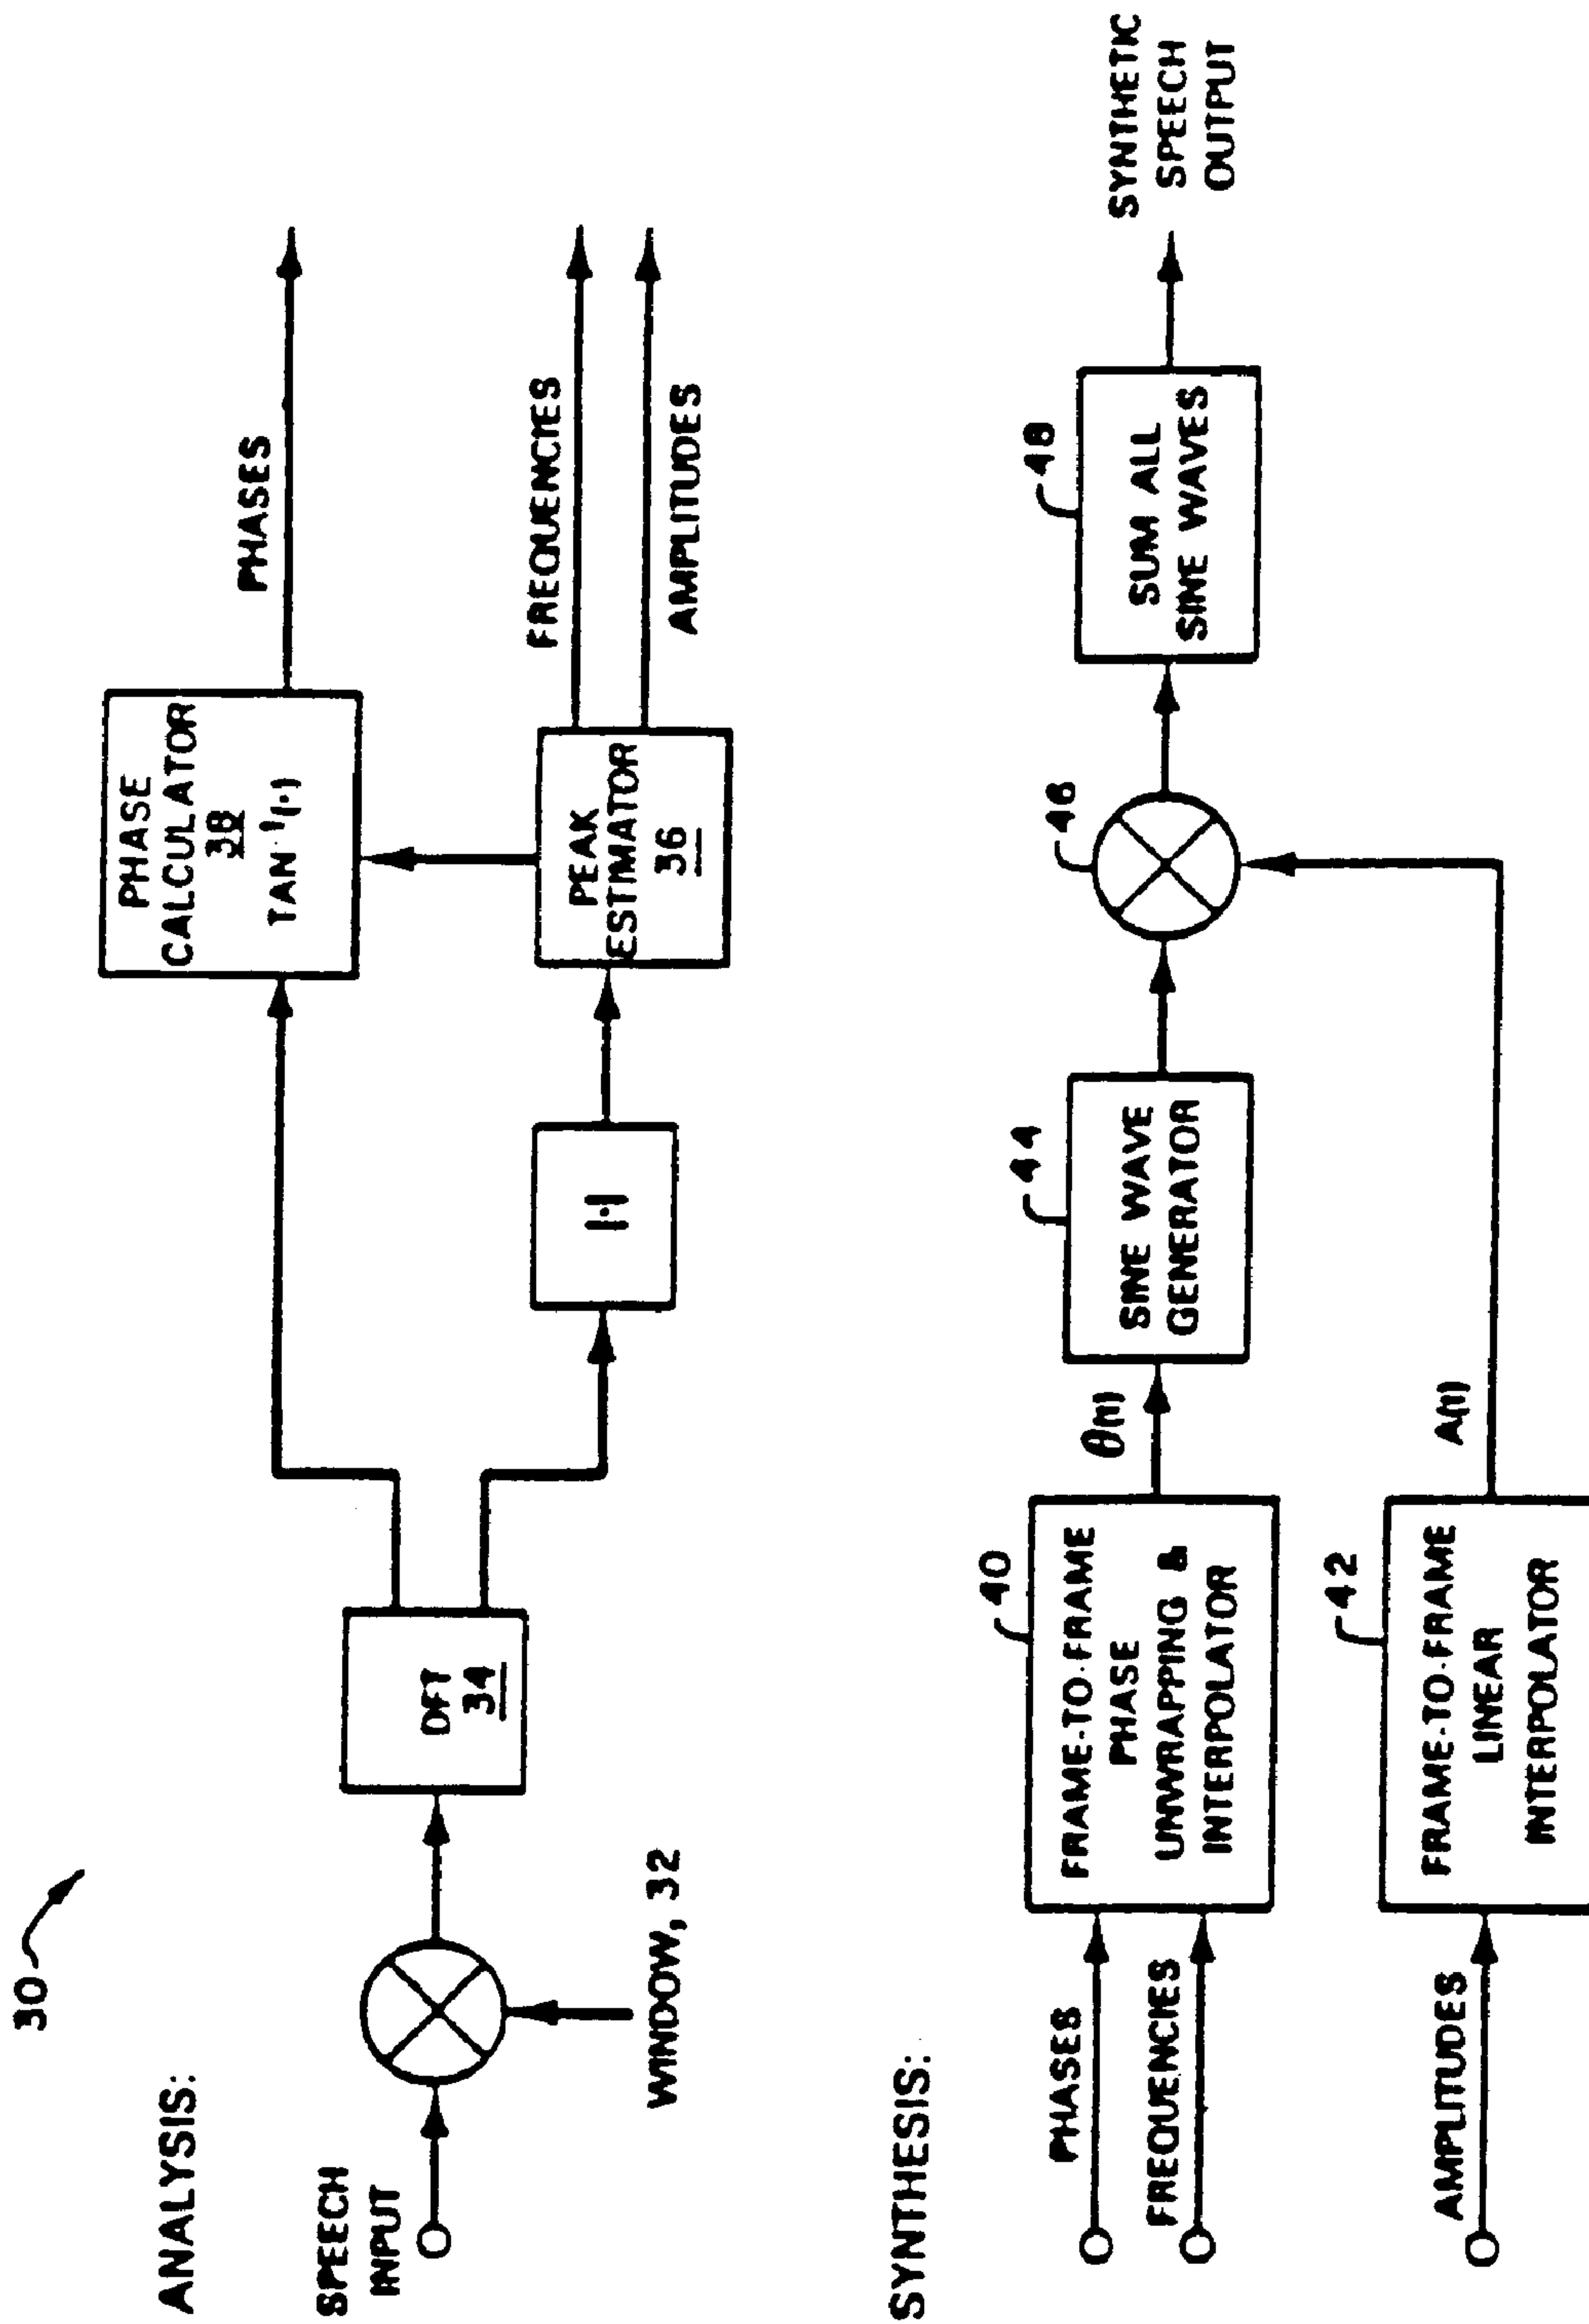 30
ANALYSIS:
SPEECH
INPUT
WINDOW, 32
DFT
34
|·|
PHASE
CALCULATOR
38
TAN-1(·)
PEAK
ESTIMATOR
36
PHASES
FREQUENCIES
AMPLITUDES
SYNTHESIS:
PHASES
FREQUENCIES
AMPLITUDES
40
FRAME-TO-FRAME
PHASE
UNWRAPPING &
INTERPOLATOR
42
FRAME-TO-FRAME
LINEAR
INTERPOLATOR
θ(n)
A(n)
44
SINE WAVE
GENERATOR
46
48
SUM ALL
SINE WAVES
SYNTHETIC
SPEECH
OUTPUT